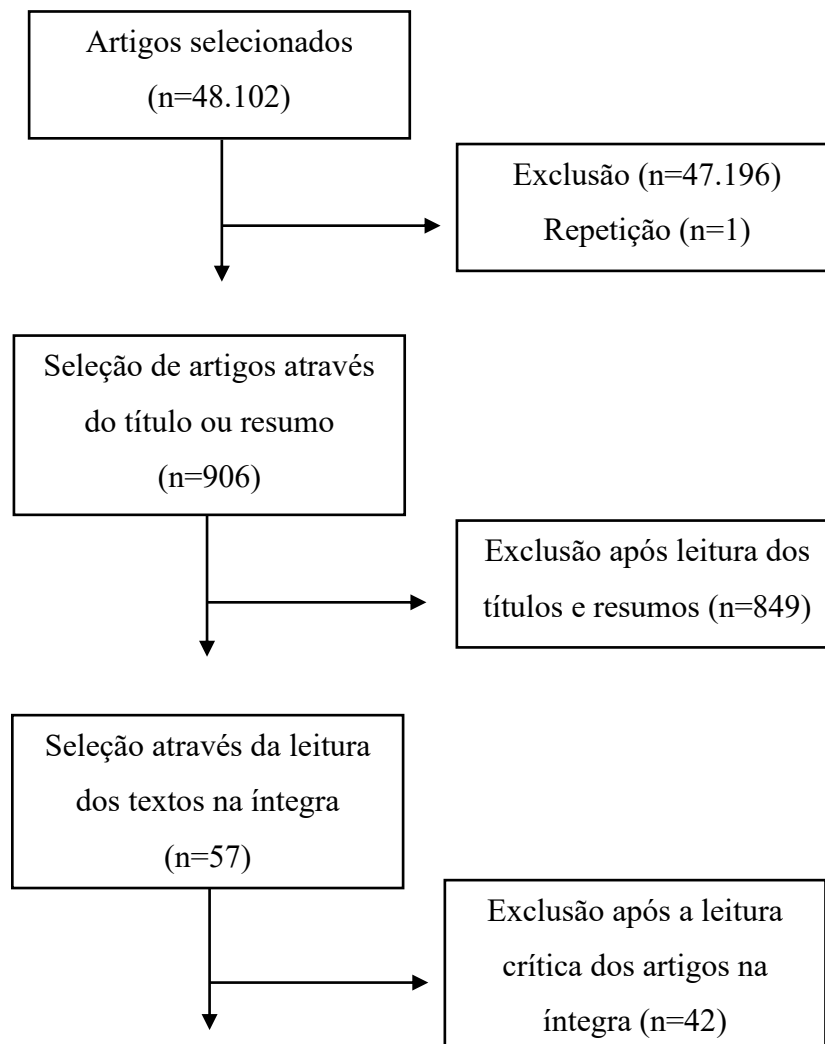 Artigos selecionados
(n=48.102)
Exclusão (n=47.196)
Repetição (n=1)
Seleção de artigos através
do título ou resumo
(n=906)
Exclusão após leitura dos
títulos e resumos (n=849)
Seleção através da leitura
dos textos na íntegra
(n=57)
Exclusão após a leitura
crítica dos artigos na
íntegra (n=42)